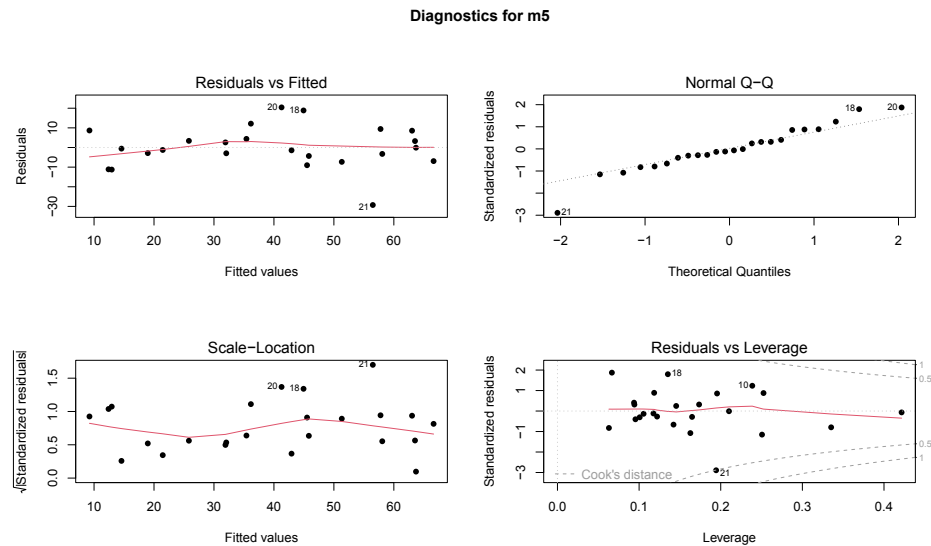 Diagnostics for m5
Residuals vs Fitted
Residuals
10
−10
−30
20
18
21
10 20 30 40 50 60
Fitted values
Normal Q−Q
Standardized residuals
2
1
0
−1
−3
18
20
21
−2 −1 0 1 2
Theoretical Quantiles
Scale−Location
√|Standardized residuals|
1.5
1.0
0.5
0.0
20
18
21
10 20 30 40 50 60
Fitted values
Residuals vs Leverage
Standardized residuals
2
1
−1
−3
18
10
21
1
0.5
0.5
1
Cook's distance
0.0 0.1 0.2 0.3 0.4
Leverage